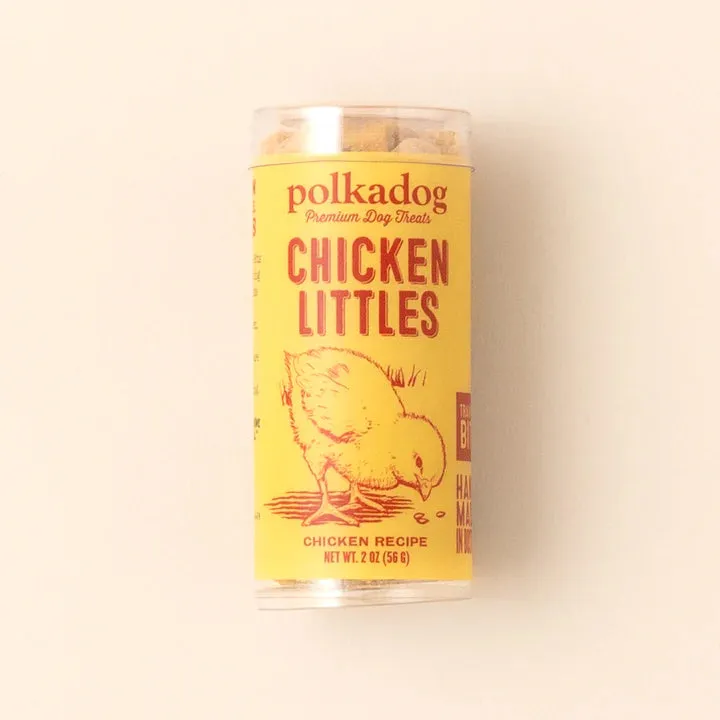 polkadog
Premium Dog Treats
CHICKEN
LITTLES
CHICKEN RECIPE
NET WT. 2 OZ (56 G)